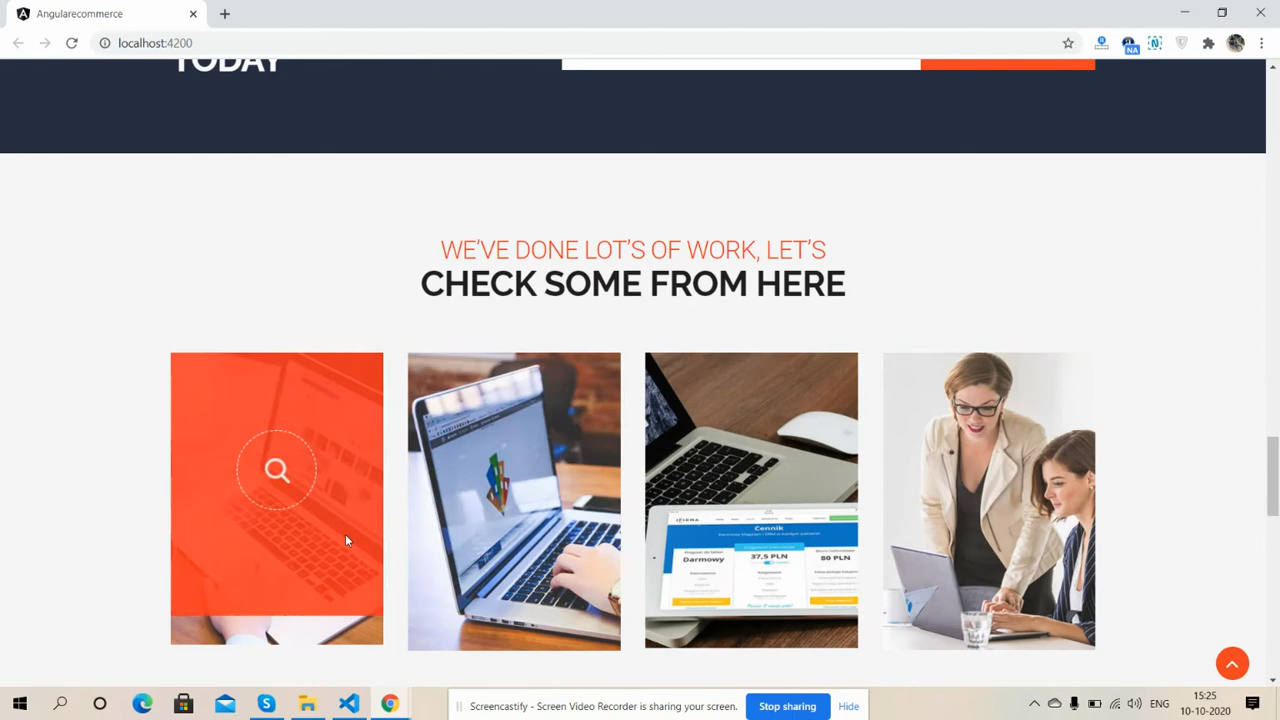 Angularecommerce
localhost:4200
NA
TODAY
WE'VE DONE LOT'S OF WORK, LET'S
CHECK SOME FROM HERE
Cennik
Darmowy
37,5 PLN
80 PLN
Screencastify - Screen Video Recorder is sharing your screen.
Stop sharing
Hide
ENG
15:25
10-10-2020